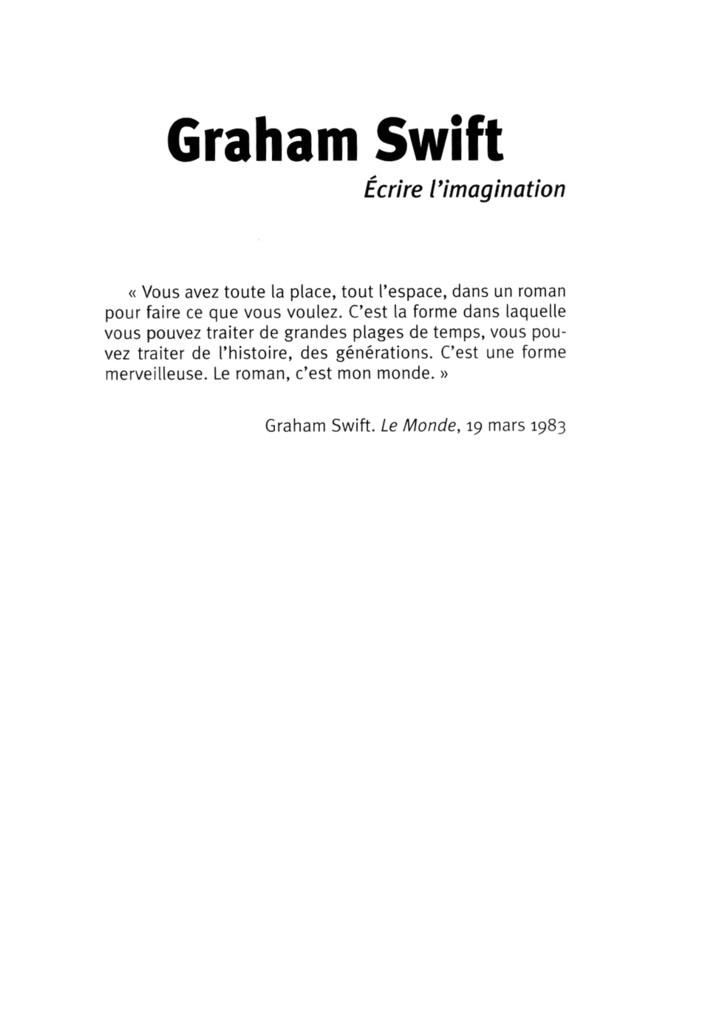 Graham Swift
Écrire l'imagination
« Vous avez toute la place, tout l'espace, dans un roman
pour faire ce que vous voulez. C'est la forme dans laquelle
vous pouvez traiter de grandes plages de temps, vous pou-
vez traiter de l'histoire, des générations. C'est une forme
merveilleuse. Le roman, c'est mon monde. »
Graham Swift. Le Monde, 19 mars 1983